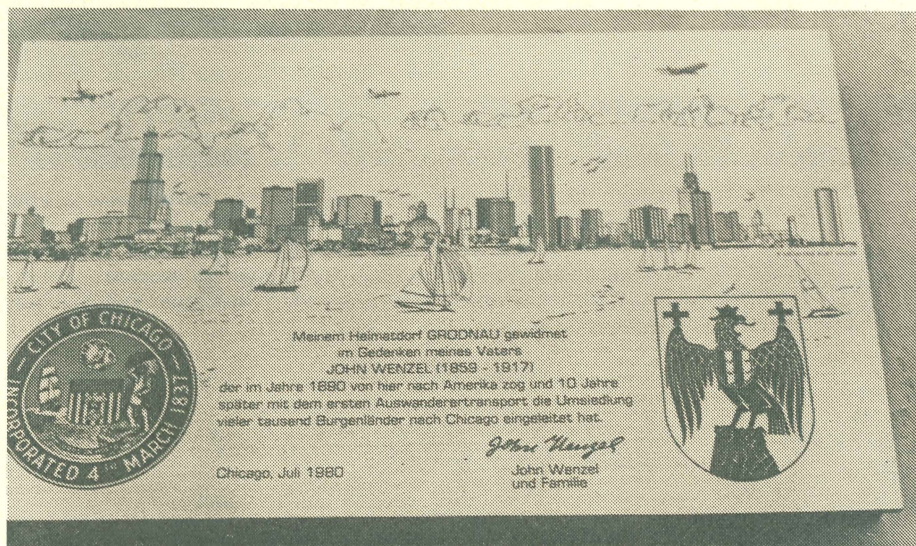 Meinem Heimatdorf GRODNAU gewidmet
im Gedenken meines Vaters
JOHN WENZEL (1859 - 1917)
der im Jahre 1890 von hier nach Amerika zog und 10 Jahre
später mit dem ersten Auswanderertransport die Umsiedlung
vieler tausend Burgenländer nach Chicago eingeleitet hat.
John Wenzel
Chicago, Juli 1980
John Wenzel
und Familie
CITY OF CHICAGO
INCORPORATED 4TH MARCH 1837